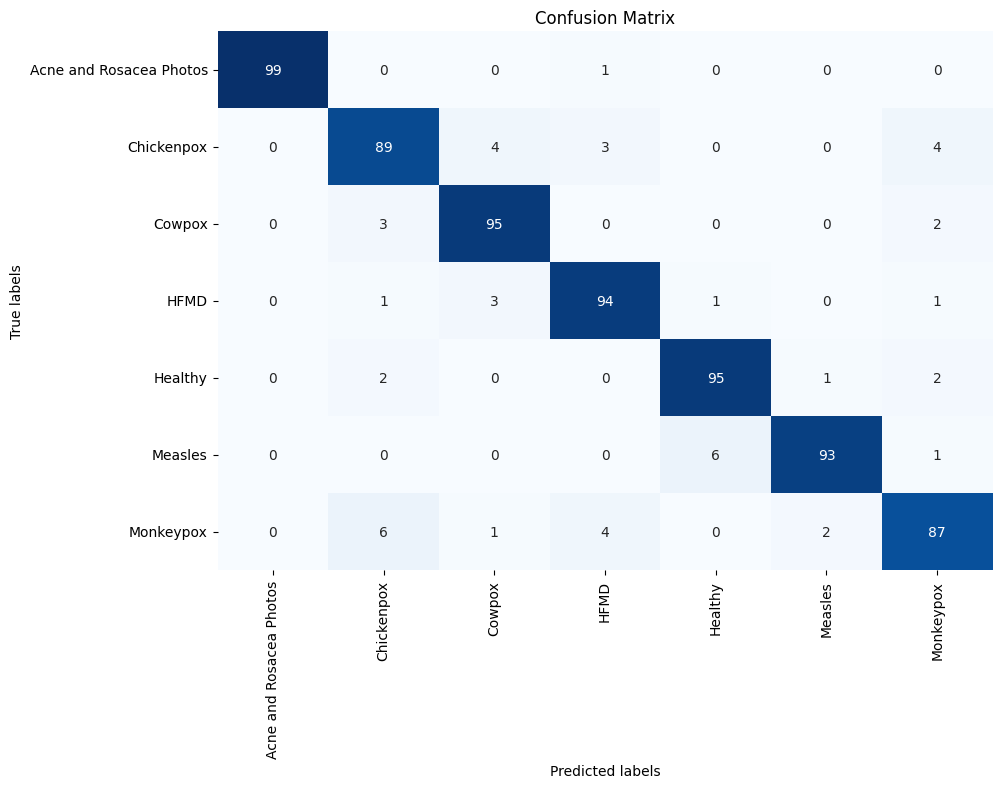 Confusion Matrix
True labels
Acne and Rosacea Photos 99 0 0 1 0 0 0
Chickenpox 0 89 4 3 0 0 4
Cowpox 0 3 95 0 0 0 2
HFMD 0 1 3 94 1 0 1
Healthy 0 2 0 0 95 1 2
Measles 0 0 0 0 6 93 1
Monkeypox 0 6 1 4 0 2 87
Acne and Rosacea Photos
Chickenpox
Cowpox
HFMD
Healthy
Measles
Monkeypox
Predicted labels